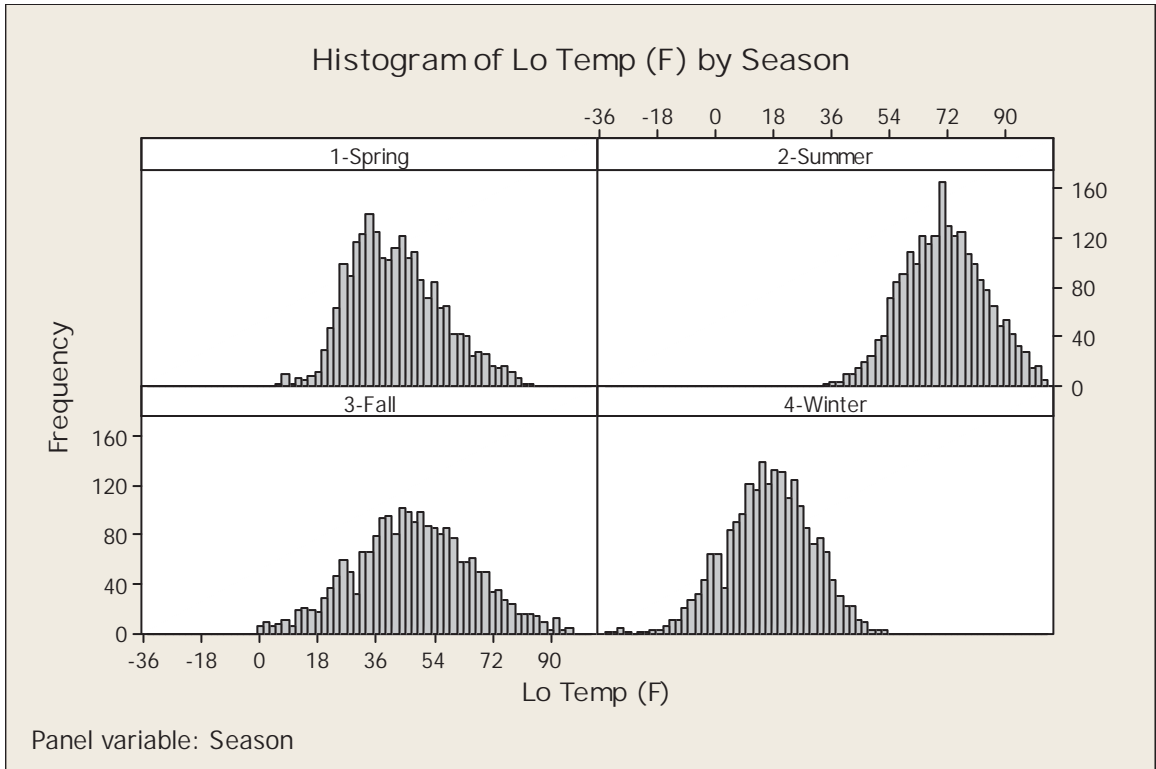 Histogram of Lo Temp (F) by Season
-36 -18 0 18 36 54 72 90
1-Spring 2-Summer
160
120
80
40
0
Frequency
3-Fall 4-Winter
160
120
80
40
0
-36 -18 0 18 36 54 72 90
Lo Temp (F)
Panel variable: Season